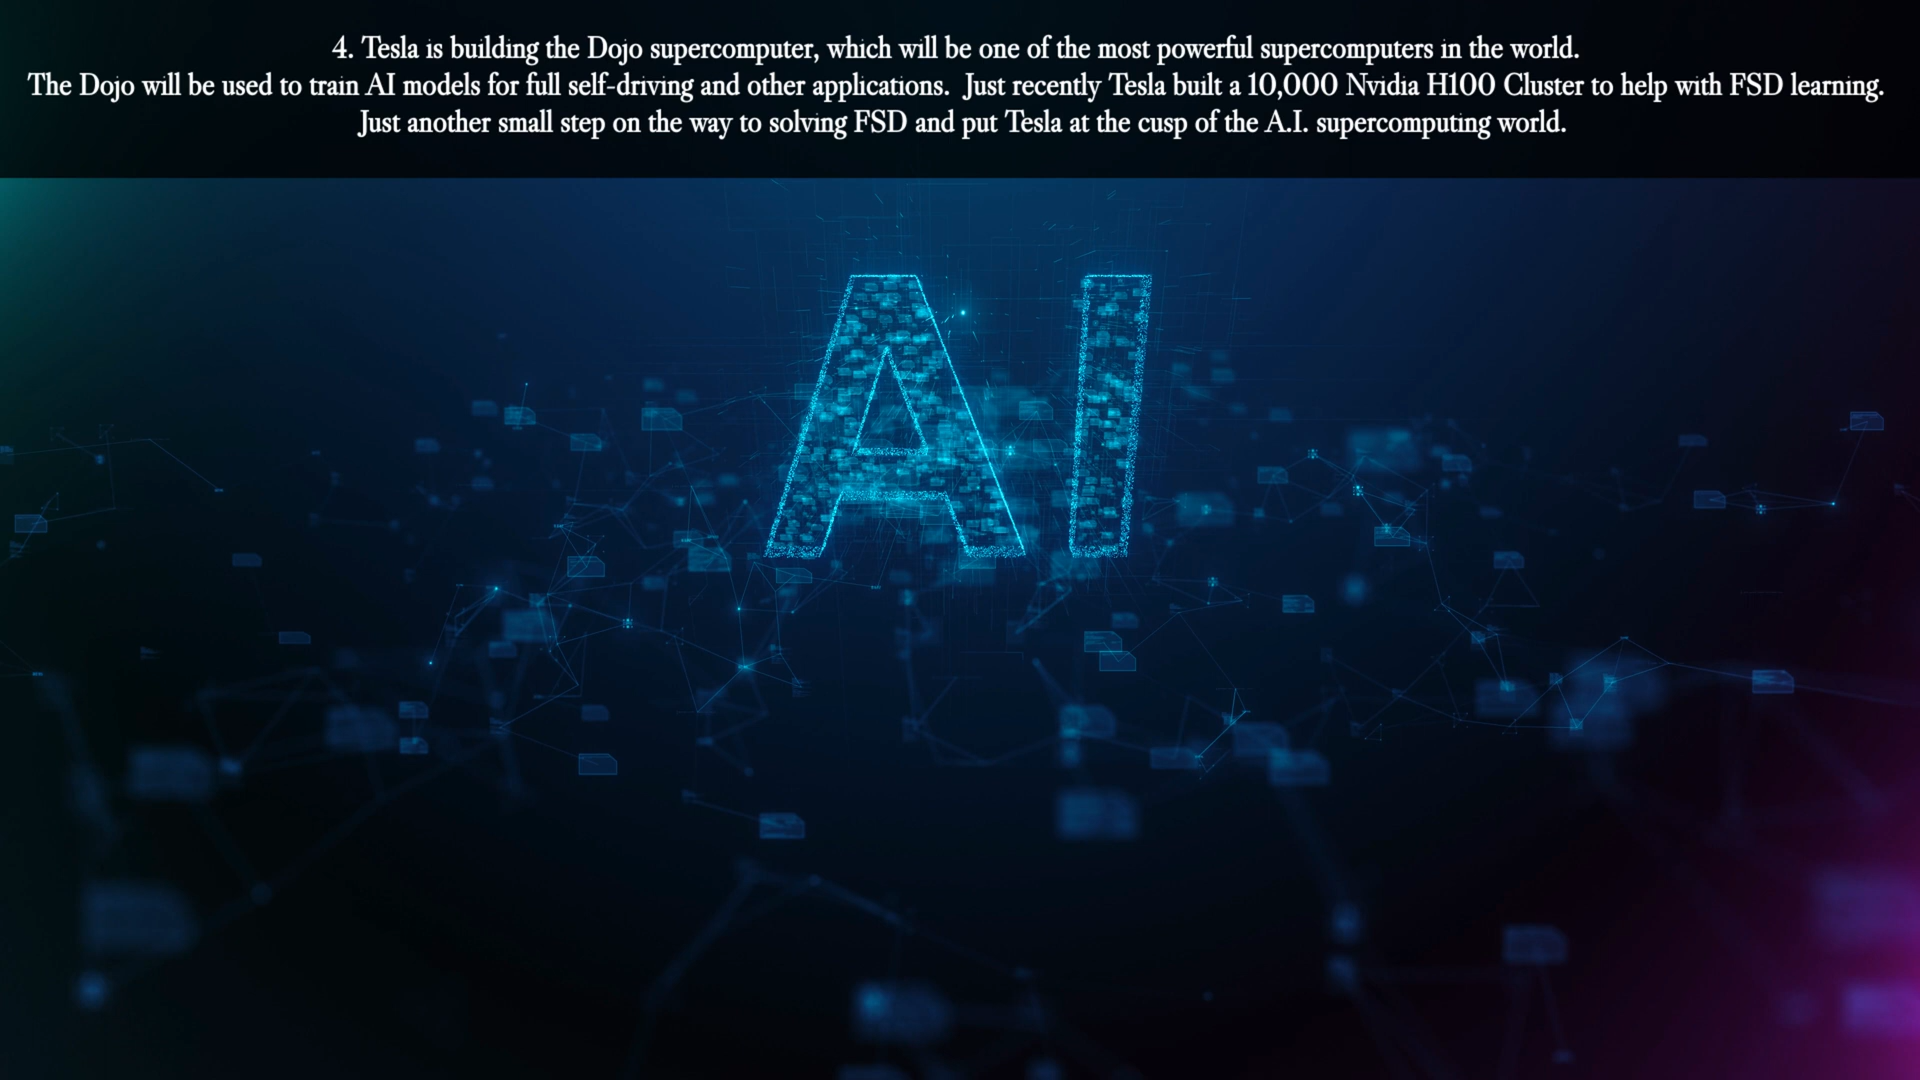 4. Tesla is building the Dojo supercomputer, which will be one of the most powerful supercomputers in the world.
The Dojo will be used to train AI models for full self-driving and other applications.  Just recently Tesla built a 10,000 Nvidia H100 Cluster to help with FSD learning.
Just another small step on the way to solving FSD and put Tesla at the cusp of the A.I. supercomputing world.
AI